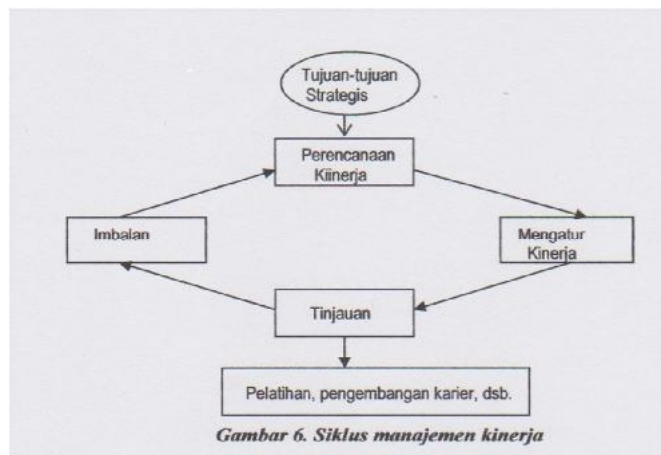 Tujuan-tujuan
Strategis
Perencanaan
Kiinerja
Imbalan
Mengatur
Kinerja
Tinjauan
Pelatihan, pengembangan karier, dsb.
Gambar 6. Siklus manajemen kinerja